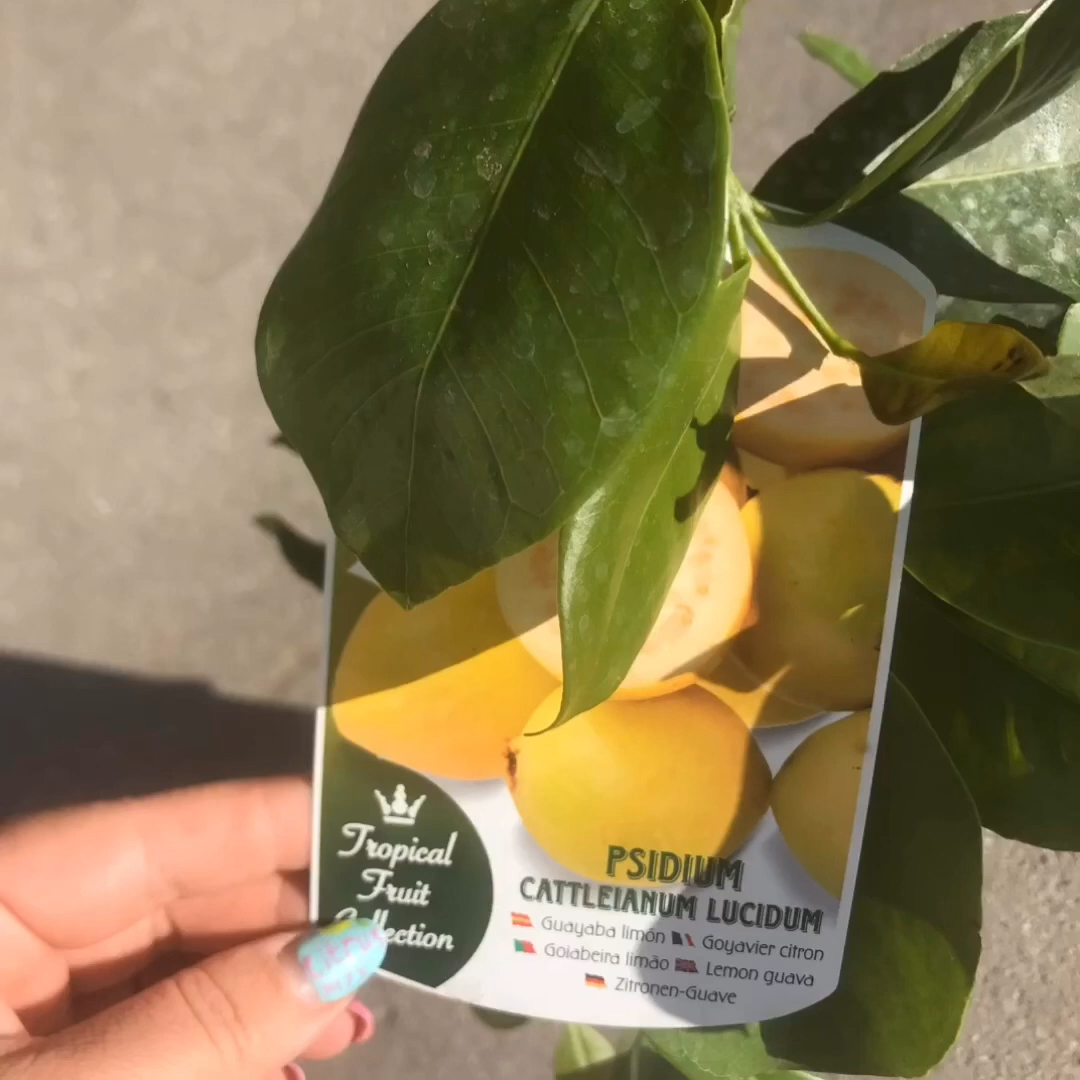 Tropical
Fruit
Collection
PSIDIUM
CATTLEIANUM LUCIDUM
Guayaba limón Goyavier citron
Goiabeira limão Lemon guava
Zitronen-Guave